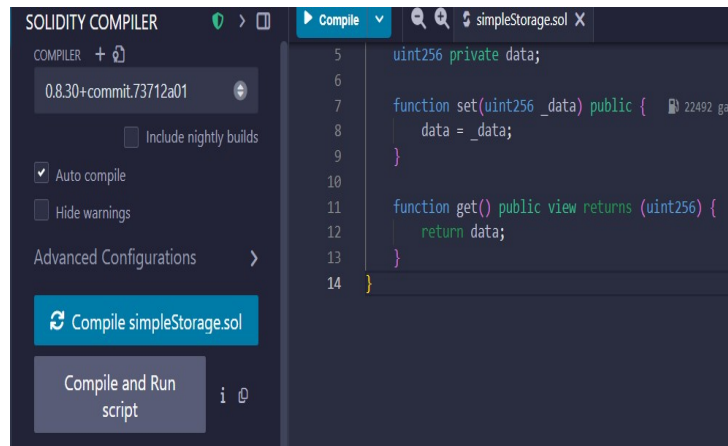 SOLIDITY COMPILER
COMPILER
0.8.30+commit.73712a01
Include nightly builds
Auto compile
Hide warnings
Advanced Configurations
Compile simpleStorage.sol
Compile and Run
script
i
Compile
simpleStorage.sol
5 uint256 private data;
6
7 function set(uint256 _data) public { 22492 ga
8 data = _data;
9 }
10
11 function get() public view returns (uint256) {
12 return data;
13 }
14 }